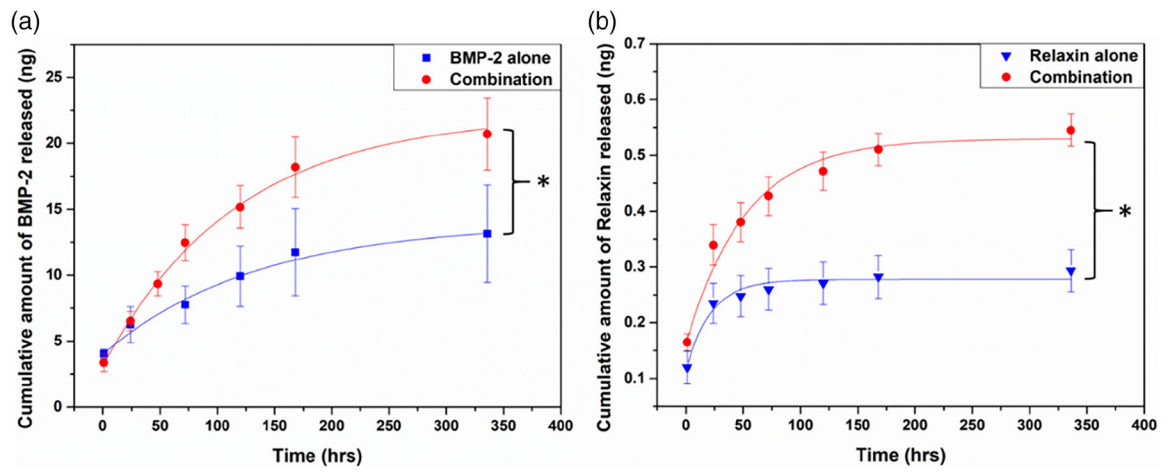 (a)
Cumulative amount of BMP-2 released (ng)
25
20
15
10
5
0
BMP-2 alone
Combination
*
0 50 100 150 200 250 300 350 400
Time (hrs)
(b)
Cumulative amount of Relaxin released (ng)
0.7
0.6
0.5
0.4
0.3
0.2
0.1
Relaxin alone
Combination
*
0 50 100 150 200 250 300 350 400
Time (hrs)